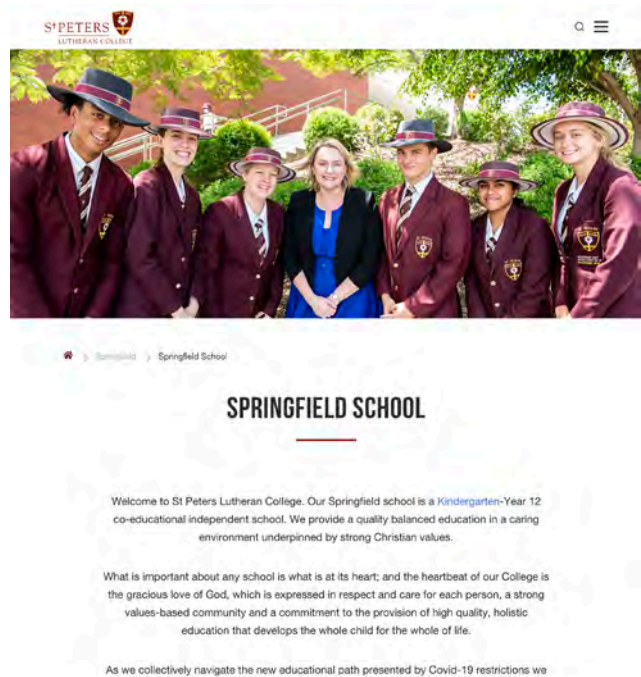 ST PETERS
LUTHERAN COLLEGE
Springfield
Springfield School
SPRINGFIELD SCHOOL
Welcome to St Peters Lutheran College. Our Springfield school is a Kindergarten-Year 12
co-educational independent school. We provide a quality balanced education in a caring
environment underpinned by strong Christian values.
What is important about any school is what is at its heart; and the heartbeat of our College is
the gracious love of God, which is expressed in respect and care for each person, a strong
values-based community and a commitment to the provision of high quality, holistic
education that develops the whole child for the whole of life.
As we collectively navigate the new educational path presented by Covid-19 restrictions we